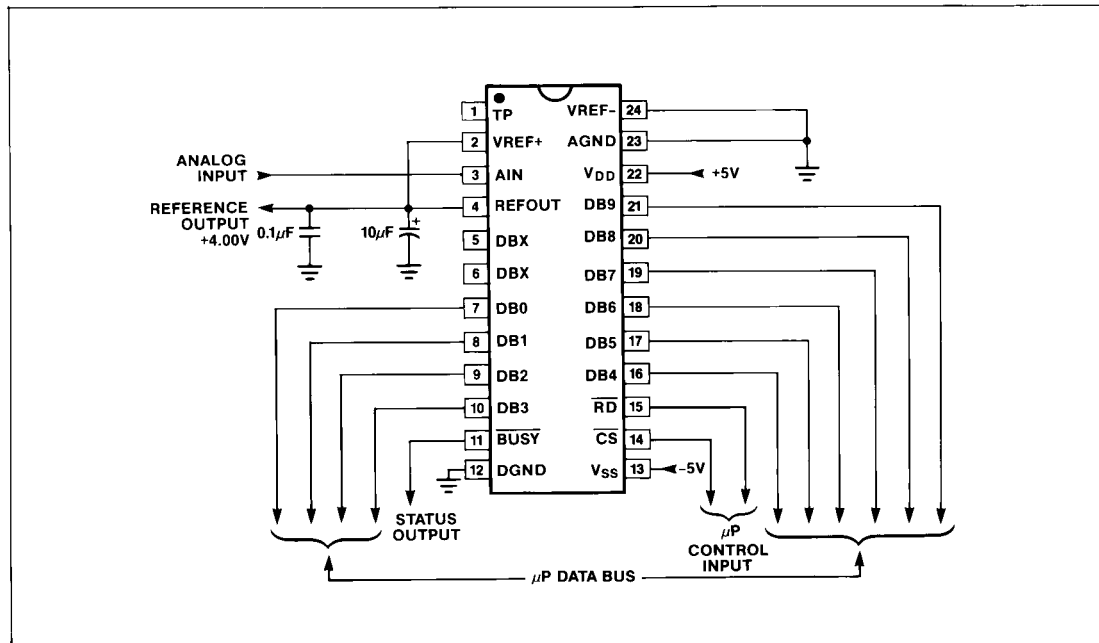 1 TP
2 VREF+
3 AIN
4 REFOUT
5 DBX
6 DBX
7 DB0
8 DB1
9 DB2
10 DB3
11 BUSY
12 DGND
VREF- 24
AGND 23
VDD 22
DB9 21
DB8 20
DB7 19
DB6 18
DB5 17
DB4 16
RD 15
CS 14
VSS 13
ANALOG
INPUT
REFERENCE
OUTPUT
+4.00V
0.1μF
10μF
+
+5V
-5V
STATUS
OUTPUT
μP
CONTROL
INPUT
μP DATA BUS